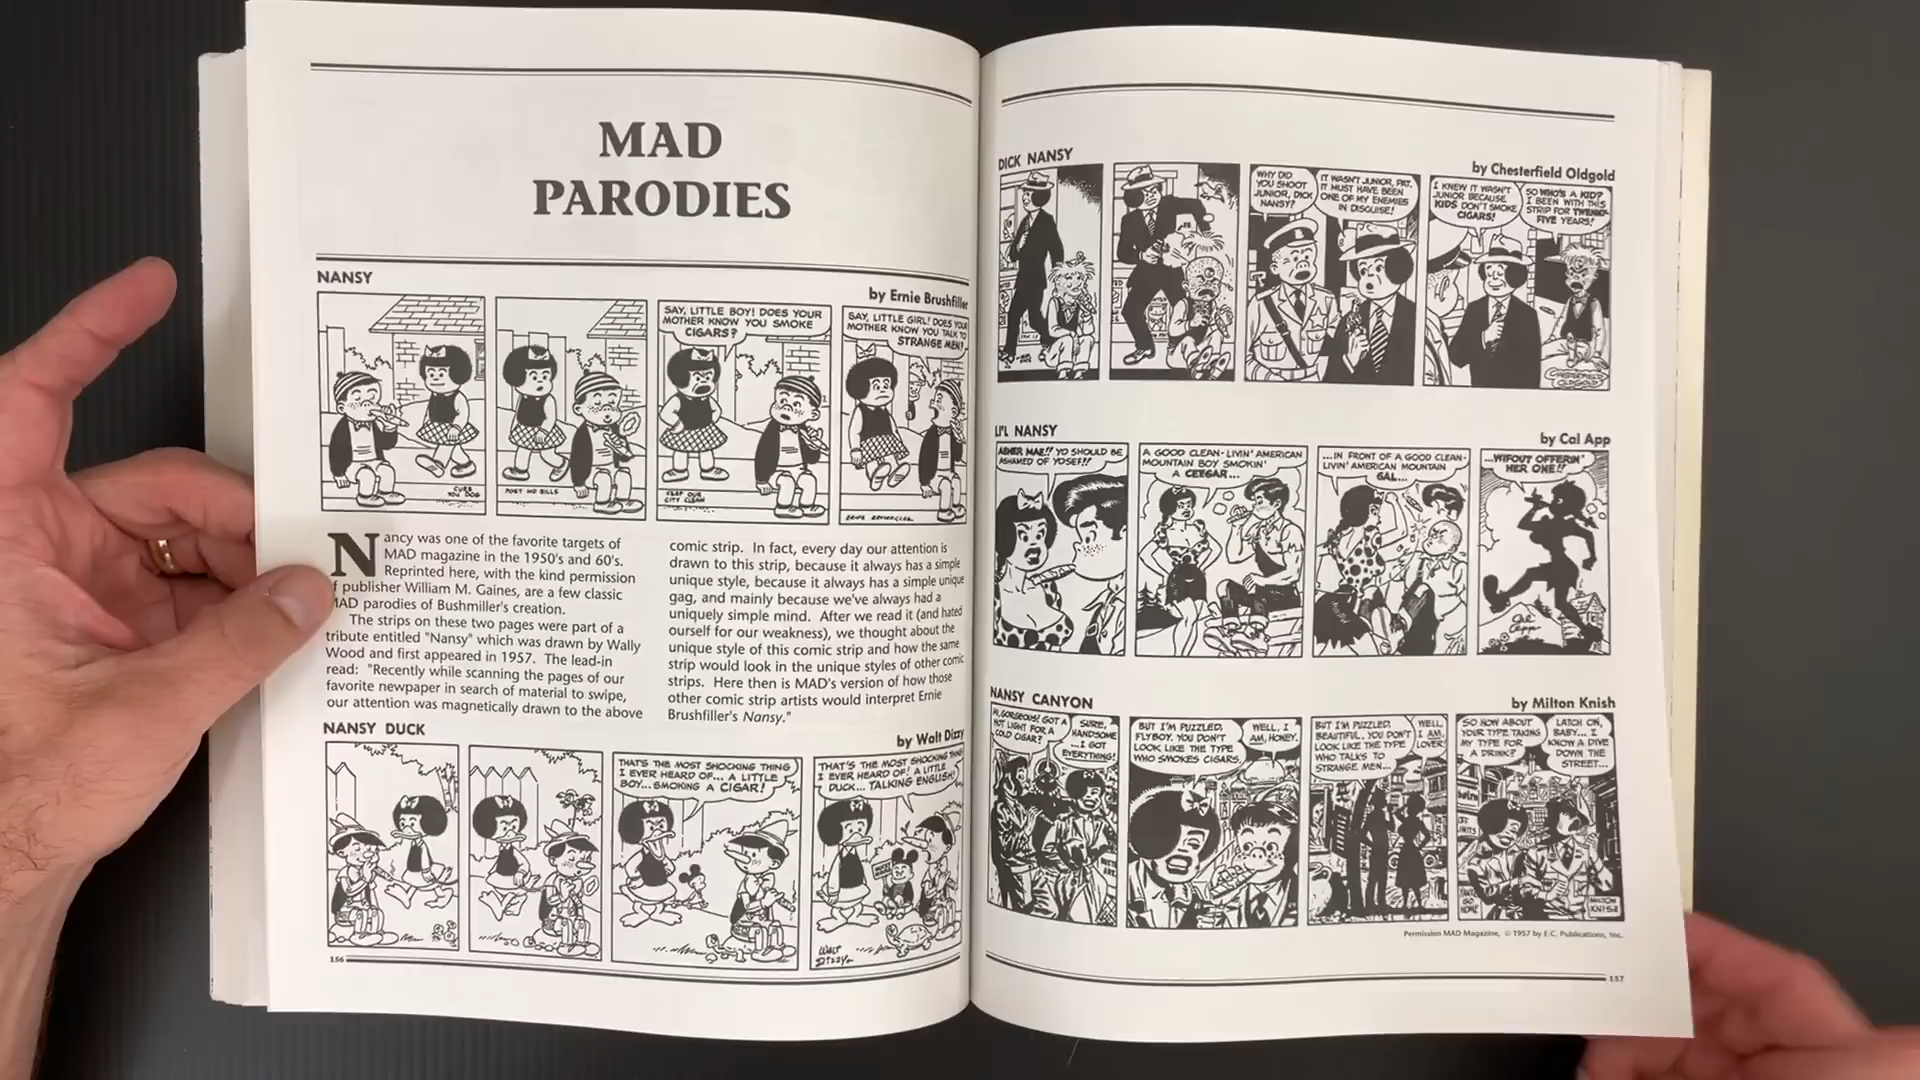 MAD
PARODIES
NANSY
by Ernie Brushfiller
SAY, LITTLE BOY! DOES YOUR
MOTHER KNOW YOU SMOKE
CIGARS?
SAY, LITTLE GIRL! DOES YOUR
MOTHER KNOW YOU TALK TO
STRANGE MEN?
CURB
YOU DOG
POST NO BILLS
KEEP OUR
CITY CLEAN
ERNIE BRUSHFILLER
Nancy was one of the favorite targets of
MAD magazine in the 1950's and 60's.
Reprinted here, with the kind permission
f publisher William M. Gaines, are a few classic
MAD parodies of Bushmiller's creation.
The strips on these two pages were part of a
tribute entitled "Nansy" which was drawn by Wally
Wood and first appeared in 1957. The lead-in
read: "Recently while scanning the pages of our
favorite newpaper in search of material to swipe,
our attention was magnetically drawn to the above
comic strip. In fact, every day our attention is
drawn to this strip, because it always has a simple
unique style, because it always has a simple unique
gag, and mainly because we've always had a
uniquely simple mind. After we read it (and hated
ourself for our weakness), we thought about the
unique style of this comic strip and how the same
strip would look in the unique styles of other comic
strips. Here then is MAD's version of how those
other comic strip artists would interpret Ernie
Brushfiller's Nansy."
NANSY DUCK
by Walt Dizzy
THAT'S THE MOST SHOCKING THING
I EVER HEARD OF... A LITTLE
BOY... SMOKING A CIGAR!
THAT'S THE MOST SHOCKING THING
I EVER HEARD OF! A LITTLE
DUCK... TALKING ENGLISH!
WALT
DIZZY
156
DICK NANSY
by Chesterfield Oldgold
WHY DID
YOU SHOOT
JUNIOR, DICK
NANSY?
IT WASN'T JUNIOR, PAT.
IT MUST HAVE BEEN
ONE OF MY ENEMIES
IN DISGUISE!
I KNEW IT WASN'T
JUNIOR BECAUSE
KIDS DON'T SMOKE
CIGARS!
SO WHO'S A KID?
I BEEN WITH THIS
STRIP FOR TWENTY-
FIVE YEARS!
CHESTERFIELD
OLDGOLD
LI'L NANSY
by Cal App
ABNER MAE!! YO SHOULD BE
ASHAMED OF YOSEF!!
A GOOD CLEAN-LIVIN' AMERICAN
MOUNTAIN BOY SMOKIN'
A CEEGAR...
...IN FRONT OF A GOOD CLEAN-
LIVIN' AMERICAN MOUNTAIN
GAL...
...WIFOUT OFFERIN'
HER ONE!!
NANSY CANYON
by Milton Knish
HI, GORGEOUS! GOT A
HOT LIGHT FOR A
COLD CIGAR?
SURE,
HANDSOME
...I GOT
EVERYTHING!
BUT I'M PUZZLED,
FLYBOY. YOU DON'T
LOOK LIKE THE TYPE
WHO SMOKES CIGARS.
WELL, I
AM, HONEY.
BUT I'M PUZZLED,
BEAUTIFUL. YOU DON'T
LOOK LIKE THE TYPE
WHO TALKS TO
STRANGE MEN...
WELL,
I AM,
LOVER!
SO HOW ABOUT
YOUR TYPE TAKING
MY TYPE FOR
A DRINK?
LATCH ON,
BABY... I
KNOW A DIVE
DOWN THE
STREET...
GO
HOME
MILTON
KNISH
Permission MAD Magazine, © 1957 by E.C. Publications, Inc.
157